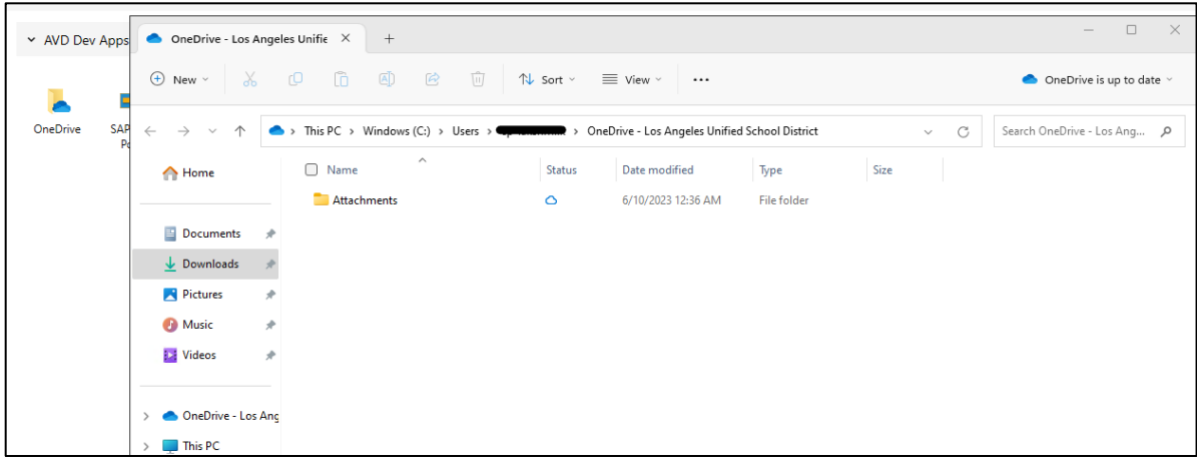 AVD Dev Apps
OneDrive
SAP
OneDrive - Los Angeles Unifie
New
Sort
View
OneDrive is up to date
This PC > Windows (C:) > Users > > OneDrive - Los Angeles Unified School District
Search OneDrive - Los Ang...
Home
Documents
Downloads
Pictures
Music
Videos
OneDrive - Los Ang
This PC
Name Status Date modified Type Size
Attachments 6/10/2023 12:36 AM File folder